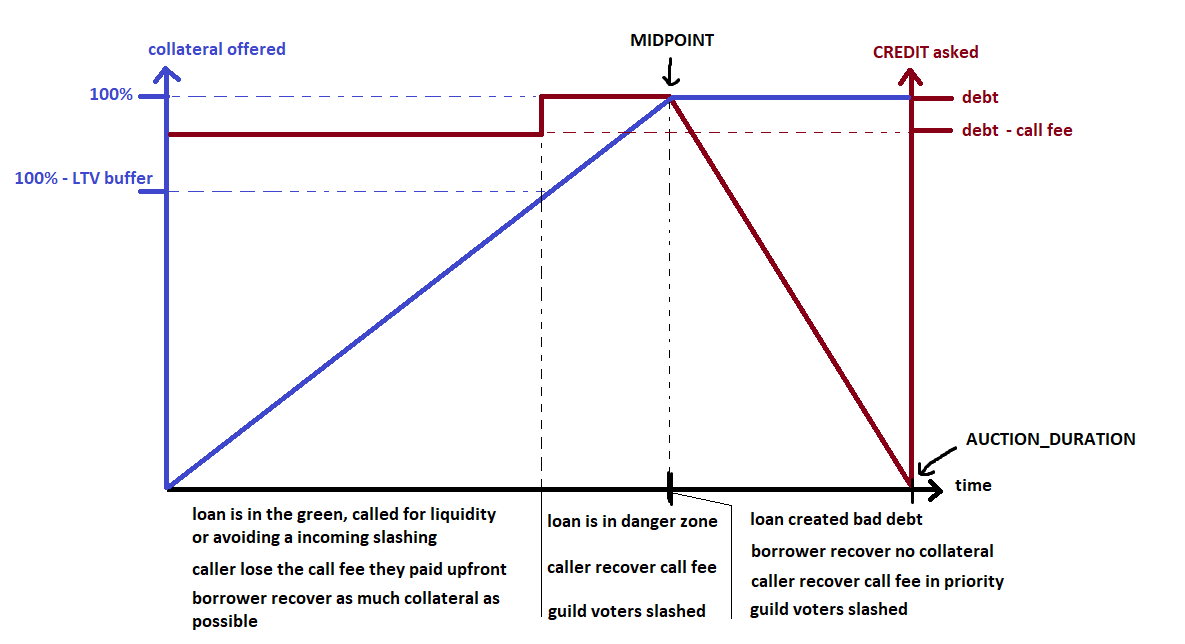 MIDPOINT
collateral offered
CREDIT asked
100%
debt
debt - call fee
100% - LTV buffer
AUCTION_DURATION
time
loan is in the green, called for liquidity
or avoiding a incoming slashing
caller lose the call fee they paid upfront
borrower recover as much collateral as
possible
loan is in danger zone
caller recover call fee
guild voters slashed
loan created bad debt
borrower recover no collateral
caller recover call fee in priority
guild voters slashed